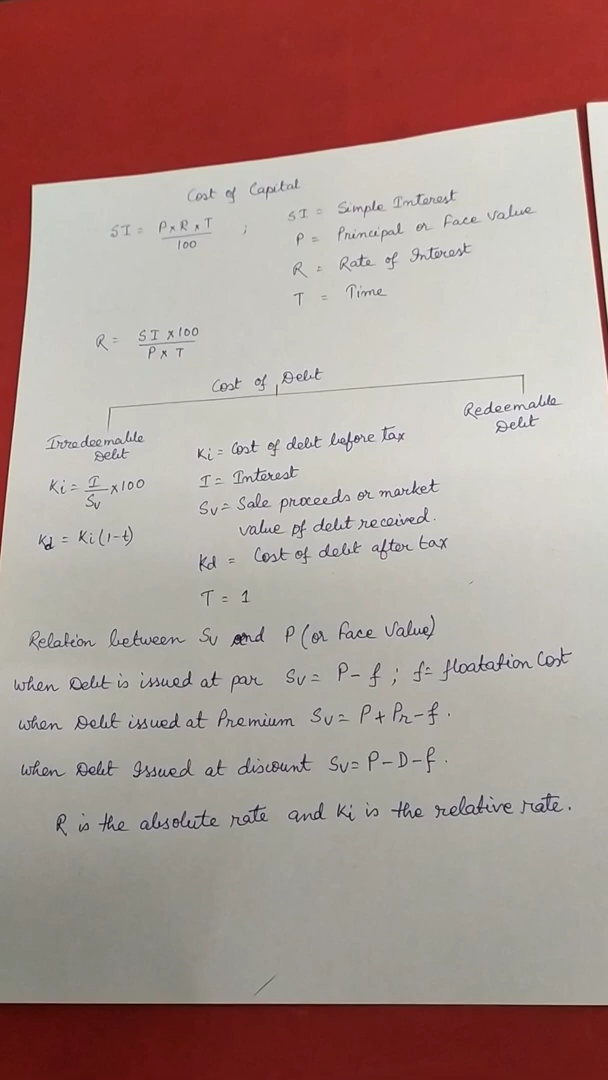 Cost of Capital
SI = P x R x T / 100 ; SI = Simple Interest
P = Principal or Face Value
R = Rate of Interest
T = Time
R = SI x 100 / P x T
Cost of Debt
Irredeemable Debt
Redeemable Debt
Ki = I / Sv x 100
Kd = Ki (1-t)
Ki = Cost of debt before tax
I = Interest
Sv = Sale proceeds or market
value of debt received.
Kd = Cost of debt after tax
T = 1
Relation between Sv and P (or Face Value)
When Debt is issued at par Sv = P - f ; f = floatation Cost
When Debt issued at Premium Sv = P + Pr - f.
When Debt Issued at discount Sv = P - D - f.
R is the absolute rate and Ki is the relative rate.